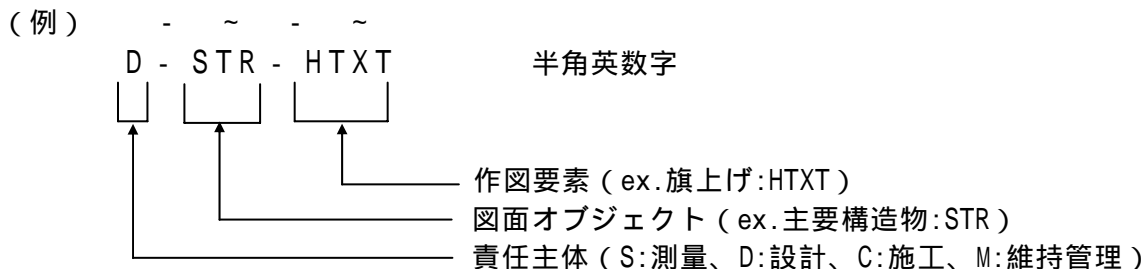 (例)　- ～ - ～
D - STR - HTXT　半角英数字
作図要素(ex.旗上げ:HTXT)
図面オブジェクト(ex.主要構造物:STR)
責任主体(S:測量、D:設計、C:施工、M:維持管理)